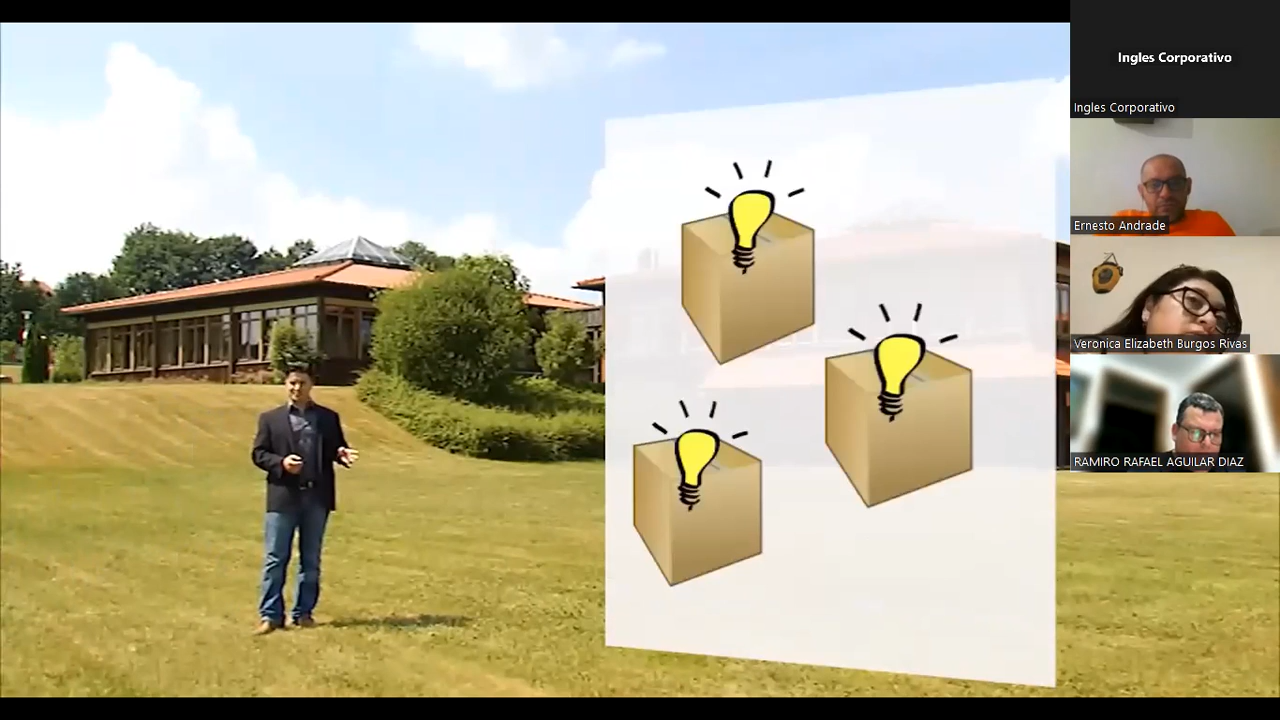 Ingles Corporativo
Ingles Corporativo
Ernesto Andrade
Veronica Elizabeth Burgos Rivas
RAMIRO RAFAEL AGUILAR DIAZ